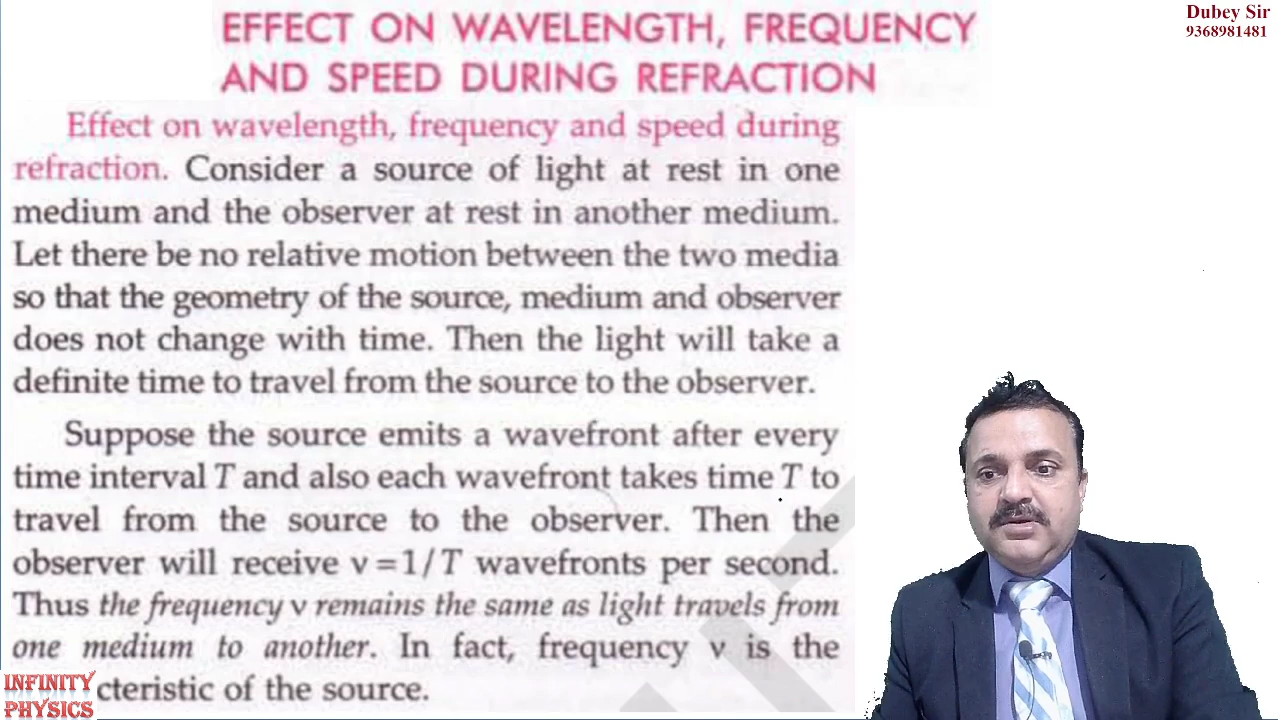 EFFECT ON WAVELENGTH, FREQUENCY
AND SPEED DURING REFRACTION
Dubey Sir
9368981481
Effect on wavelength, frequency and speed during
refraction. Consider a source of light at rest in one
medium and the observer at rest in another medium.
Let there be no relative motion between the two media
so that the geometry of the source, medium and observer
does not change with time. Then the light will take a
definite time to travel from the source to the observer.
Suppose the source emits a wavefront after every
time interval T and also each wavefront takes time T to
travel from the source to the observer. Then the
observer will receive ν = 1/T wavefronts per second.
Thus the frequency ν remains the same as light travels from
one medium to another. In fact, frequency ν is the
cteristic of the source.
INFINITY
PHYSICS